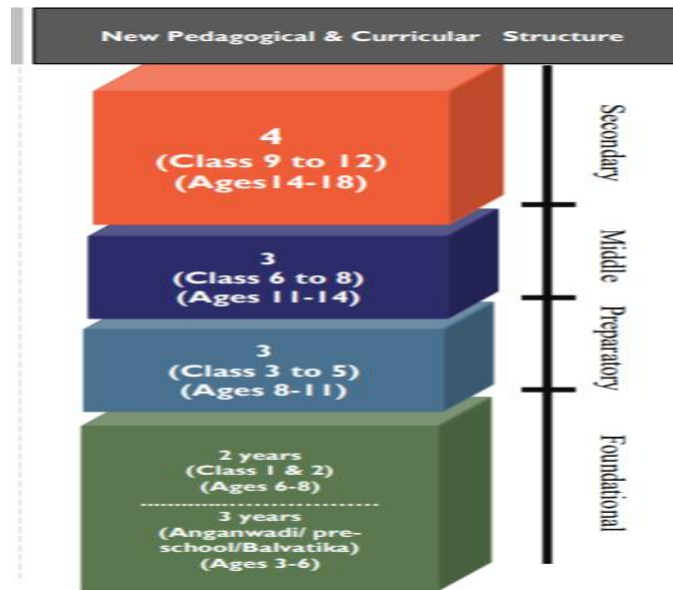 New Pedagogical & Curricular Structure
4
(Class 9 to 12)
(Ages14-18)
Secondary
3
(Class 6 to 8)
(Ages 11-14)
Middle
3
(Class 3 to 5)
(Ages 8-11)
Preparatory
2 years
(Class 1 & 2)
(Ages 6-8)
3 years
(Anganwadi/ pre-
school/Balvatika)
(Ages 3-6)
Foundational